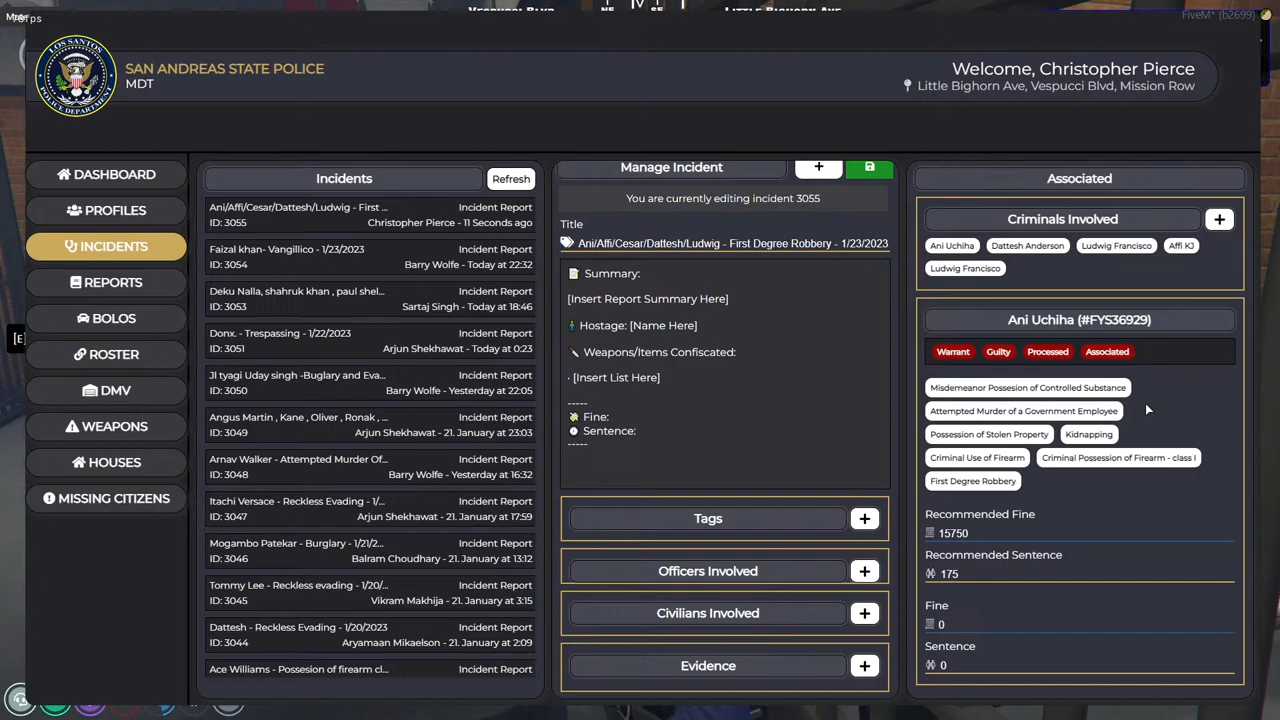 VESPUCCI BLVD
LITTLE BIGHORN AVE
FiveM* (b2699)
SAN ANDREAS STATE POLICE
MDT
LOS SANTOS
POLICE DEPARTMENT
Welcome, Christopher Pierce
Little Bighorn Ave, Vespucci Blvd, Mission Row
DASHBOARD
PROFILES
INCIDENTS
REPORTS
BOLOS
ROSTER
DMV
WEAPONS
HOUSES
MISSING CITIZENS
[E]
Incidents
Refresh
Ani/Affi/Cesar/Dattesh/Ludwig - First ... Incident Report
ID: 3055 Christopher Pierce - 11 Seconds ago
Faizal khan- Vangillico - 1/23/2023 Incident Report
ID: 3054 Barry Wolfe - Today at 22:32
Deku Nalla, shahruk khan , paul shel... Incident Report
ID: 3053 Sartaj Singh - Today at 18:46
Donx. - Trespassing - 1/22/2023 Incident Report
ID: 3051 Arjun Shekhawat - Today at 0:23
Jl tyagi Uday singh -Buglary and Eva... Incident Report
ID: 3050 Barry Wolfe - Yesterday at 22:05
Angus Martin , Kane , Oliver , Ronak , ... Incident Report
ID: 3049 Arjun Shekhawat - 21. January at 23:03
Arnav Walker - Attempted Murder Of... Incident Report
ID: 3048 Barry Wolfe - Yesterday at 16:32
Itachi Versace - Reckless Evading - 1/... Incident Report
ID: 3047 Arjun Shekhawat - 21. January at 17:59
Mogambo Patekar - Burglary - 1/21/2... Incident Report
ID: 3046 Balram Choudhary - 21. January at 13:12
Tommy Lee - Reckless evading - 1/20/... Incident Report
ID: 3045 Vikram Makhija - 21. January at 3:15
Dattesh - Reckless Evading - 1/20/2023 Incident Report
ID: 3044 Aryamaan Mikaelson - 21. January at 2:09
Ace Williams - Possesion of firearm cl... Incident Report
Manage Incident
You are currently editing incident 3055
Title
Ani/Affi/Cesar/Dattesh/Ludwig - First Degree Robbery - 1/23/2023
Summary:
[Insert Report Summary Here]
Hostage: [Name Here]
Weapons/Items Confiscated:
· [Insert List Here]
-----
Fine:
Sentence:
-----
Tags
Officers Involved
Civilians Involved
Evidence
Associated
Criminals Involved
Ani Uchiha Dattesh Anderson Ludwig Francisco Affi KJ
Ludwig Francisco
Ani Uchiha (#FYS36929)
Warrant Guilty Processed Associated
Misdemeanor Possesion of Controlled Substance
Attempted Murder of a Government Employee
Possession of Stolen Property Kidnapping
Criminal Use of Firearm Criminal Possession of Firearm - class I
First Degree Robbery
Recommended Fine
15750
Recommended Sentence
175
Fine
0
Sentence
0